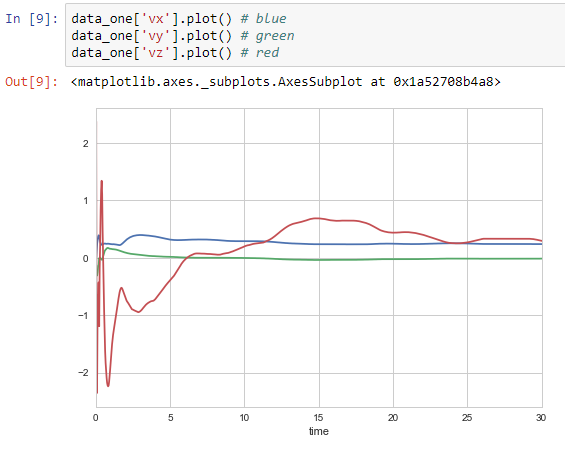 In [9]: data_one['vx'].plot() # blue
data_one['vy'].plot() # green
data_one['vz'].plot() # red
Out[9]: <matplotlib.axes._subplots.AxesSubplot at 0x1a52708b4a8>
2
1
0
−1
−2
0 5 10 15 20 25 30
time